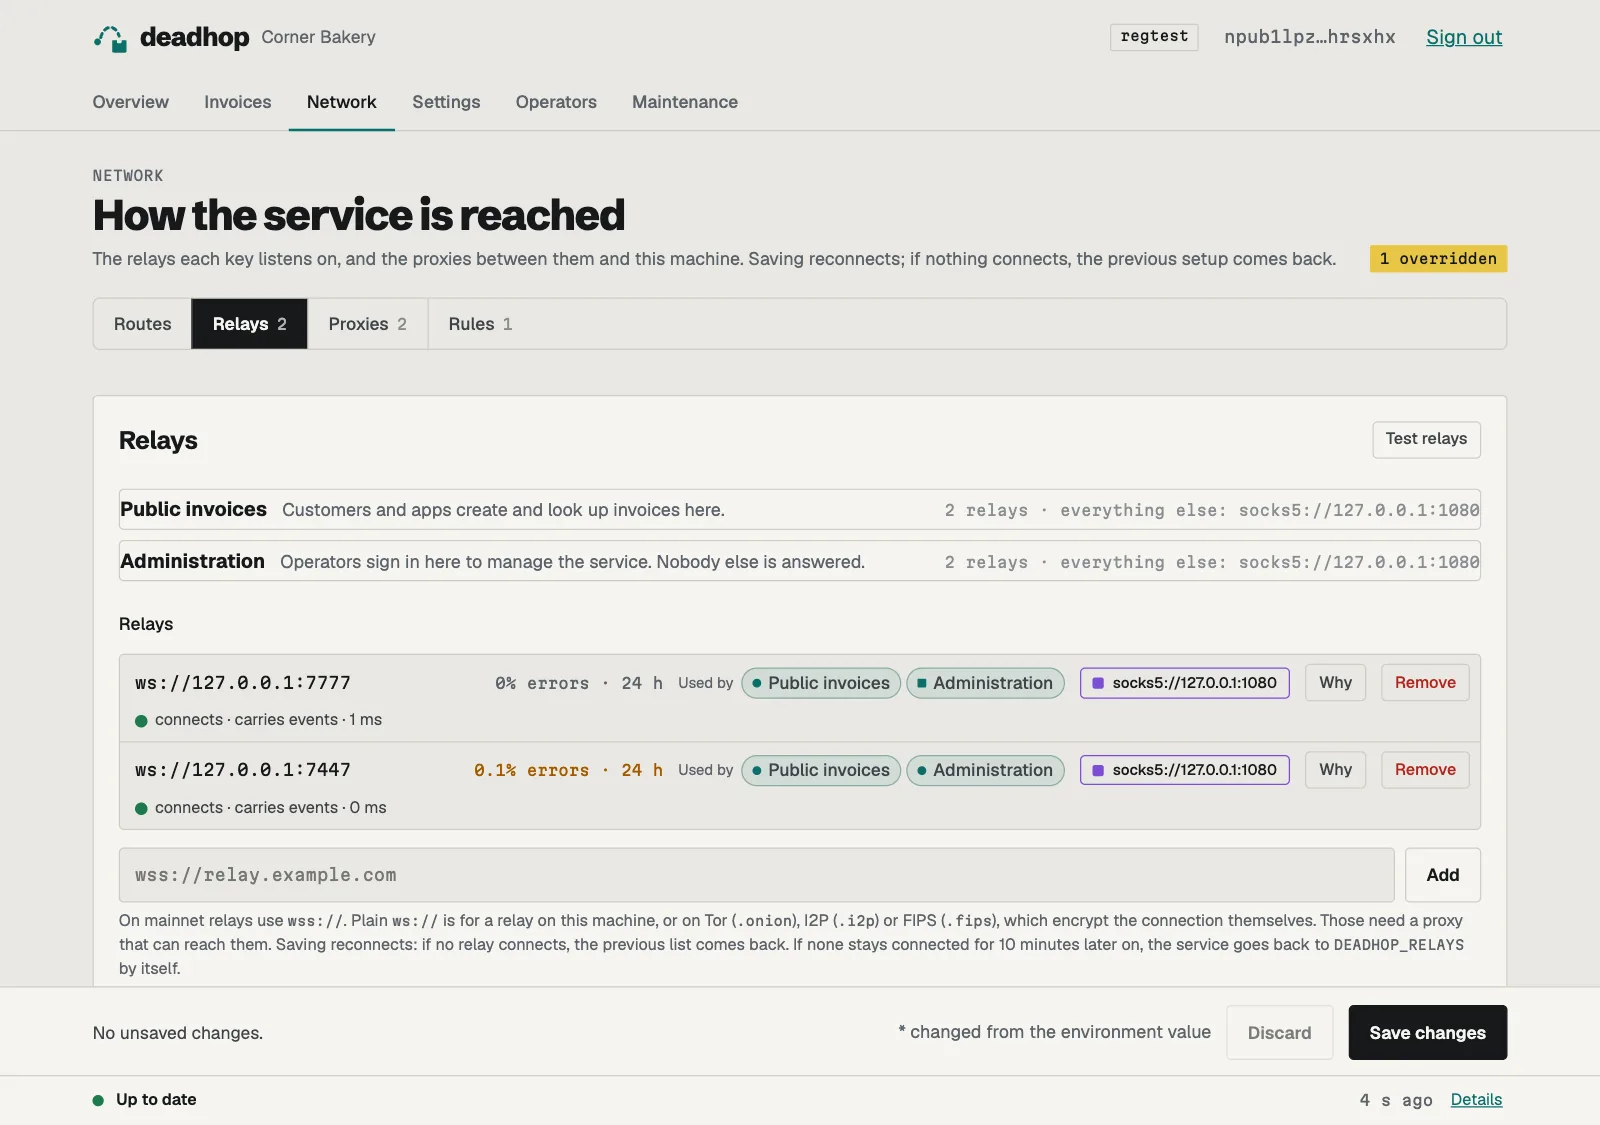 deadhop Corner Bakery
regtest npub1lpz…hrsxhx Sign out
Overview Invoices Network Settings Operators Maintenance
NETWORK
How the service is reached
The relays each key listens on, and the proxies between them and this machine. Saving reconnects; if nothing connects, the previous setup comes back. 1 overridden
Routes Relays 2 Proxies 2 Rules 1
Relays Test relays
Public invoices Customers and apps create and look up invoices here. 2 relays · everything else: socks5://127.0.0.1:1080
Administration Operators sign in here to manage the service. Nobody else is answered. 2 relays · everything else: socks5://127.0.0.1:1080
Relays
ws://127.0.0.1:7777 0% errors · 24 h Used by Public invoices Administration socks5://127.0.0.1:1080 Why Remove
connects · carries events · 1 ms
ws://127.0.0.1:7447 0.1% errors · 24 h Used by Public invoices Administration socks5://127.0.0.1:1080 Why Remove
connects · carries events · 0 ms
wss://relay.example.com Add
On mainnet relays use wss://. Plain ws:// is for a relay on this machine, or on Tor (.onion), I2P (.i2p) or FIPS (.fips), which encrypt the connection themselves. Those need a proxy
that can reach them. Saving reconnects: if no relay connects, the previous list comes back. If none stays connected for 10 minutes later on, the service goes back to DEADHOP_RELAYS
by itself.
No unsaved changes. * changed from the environment value Discard Save changes
Up to date 4 s ago Details